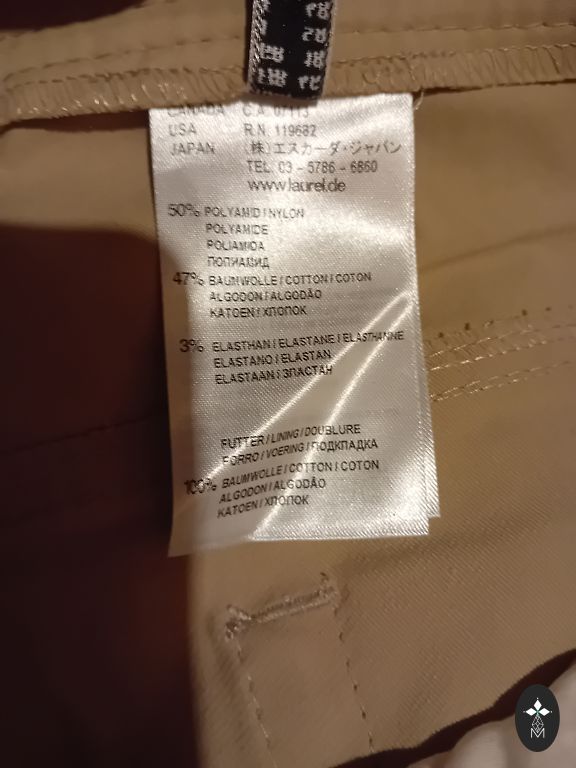 CANADA C.A. 07113
USA R.N. 119682
JAPAN (株)エスカーダ・ジャパン
TEL. 03 - 5786 - 6860
www.laurel.de
50% POLYAMID / NYLON
POLYAMIDE
POLIAMIDA
ПОЛИАМИД
47% BAUMWOLLE / COTTON / COTON
ALGODON / ALGODÃO
KATOEN / ХЛОПОК
3% ELASTHAN / ELASTANE / ELASTHANNE
ELASTANO / ELASTAN
ELASTAAN / ЭЛАСТАН
FUTTER / LINING / DOUBLURE
FORRO / VOERING / ПОДКЛАДКА
100% BAUMWOLLE / COTTON / COTON
ALGODON / ALGODÃO
KATOEN / ХЛОПОК